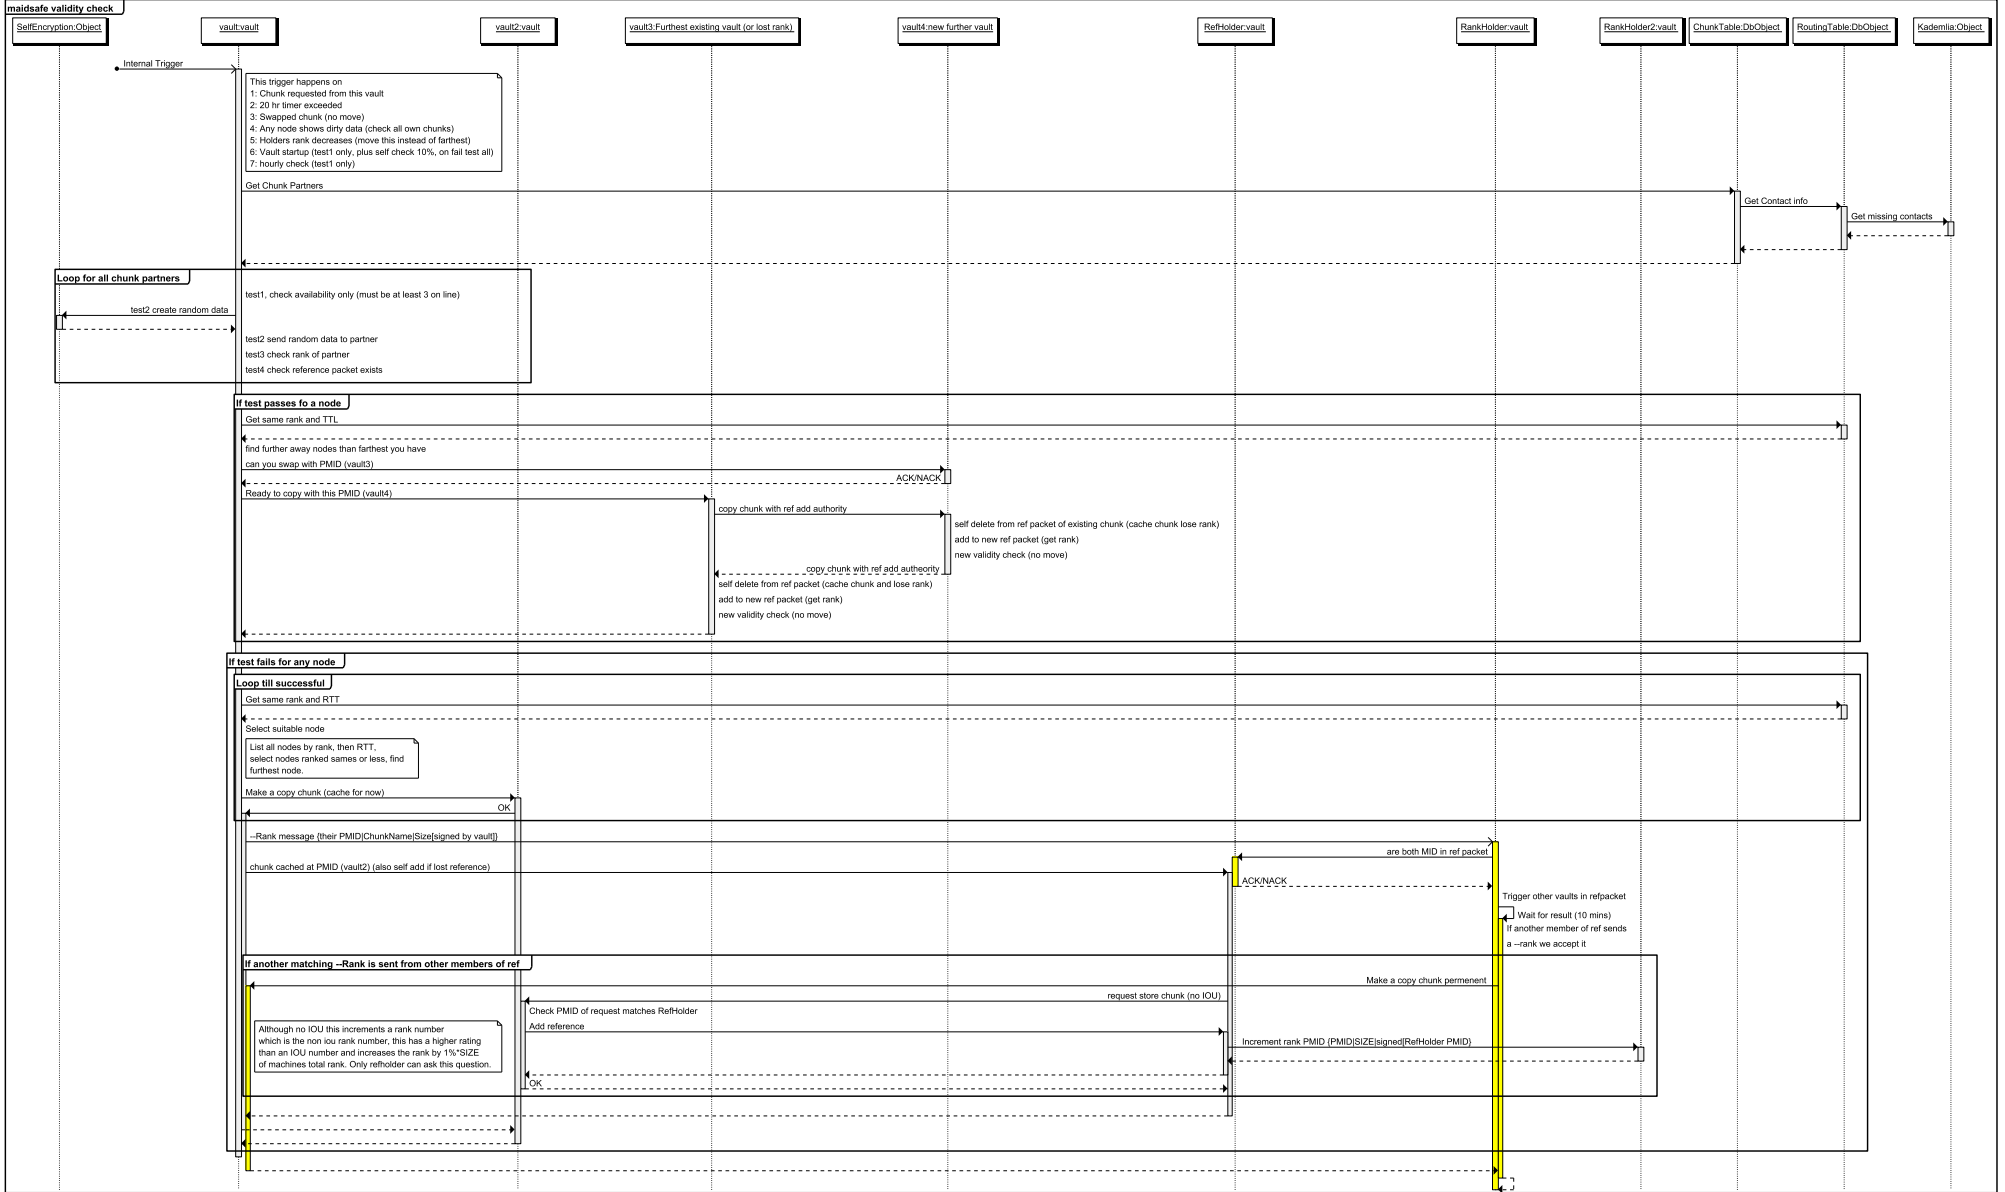 maidsafe validity check
SelfEncryption:Object
vault:vault
vault2:vault
vault3:Furthest existing vault (or lost rank)
vault4:new further vault
RefHolder:vault
RankHolder:vault
RankHolder2:vault
ChunkTable:DbObject
RoutingTable:DbObject
Kademlia:Object
Internal Trigger
This trigger happens on
1: Chunk requested from this vault
2: 20 hr timer exceeded
3: Swapped chunk (no move)
4: Any node shows dirty data (check all own chunks)
5: Holders rank decreases (move this instead of farthest)
6: Vault startup (test1 only, plus self check 10%, on fail test all)
7: hourly check (test1 only)
Get Chunk Partners
Get Contact info
Get missing contacts
Loop for all chunk partners
test1, check availability only (must be at least 3 on line)
test2 create random data
test2 send random data to partner
test3 check rank of partner
test4 check reference packet exists
If test passes fo a node
Get same rank and TTL
find further away nodes than farthest you have
can you swap with PMID (vault3)
ACK/NACK
Ready to copy with this PMID (vault4)
copy chunk with ref add authority
self delete from ref packet of existing chunk (cache chunk lose rank)
add to new ref packet (get rank)
new validity check (no move)
copy chunk with ref add autheority
self delete from ref packet (cache chunk and lose rank)
add to new ref packet (get rank)
new validity check (no move)
If test fails for any node
Loop till successful
Get same rank and RTT
Select suitable node
List all nodes by rank, then RTT,
select nodes ranked sames or less, find
furthest node.
Make a copy chunk (cache for now)
OK
--Rank message {their PMID|ChunkName|Size[signed by vault]}
are both MID in ref packet
chunk cached at PMID (vault2) (also self add if lost reference)
ACK/NACK
Trigger other vaults in refpacket
Wait for result (10 mins)
If another member of ref sends
a --rank we accept it
If another matching --Rank is sent from other members of ref
Make a copy chunk permenent
request store chunk (no IOU)
Check PMID of request matches RefHolder
Add reference
Although no IOU this increments a rank number
which is the non iou rank number, this has a higher rating
than an IOU number and increases the rank by 1%*SIZE
of machines total rank. Only refholder can ask this question.
Increment rank PMID {PMID|SIZE|signed[RefHolder PMID}
OK